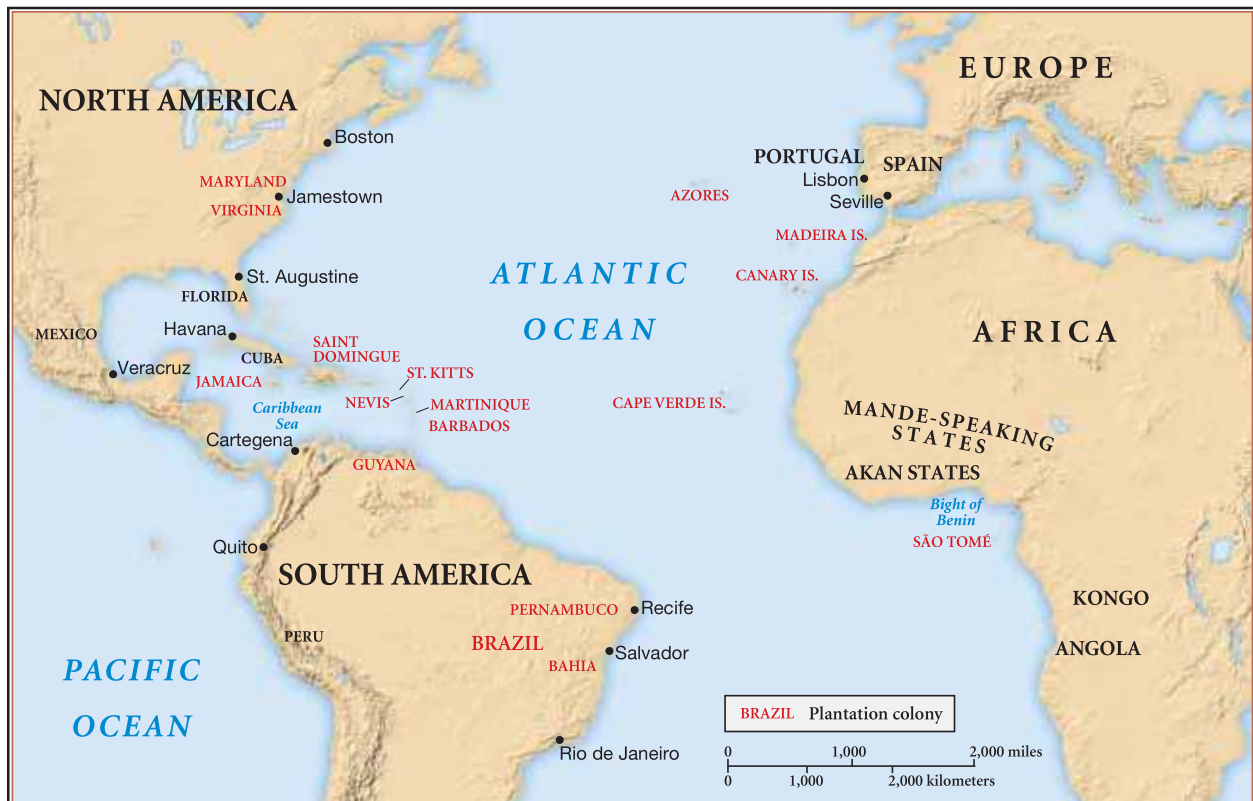 EUROPE
NORTH AMERICA
Boston
PORTUGAL
SPAIN
Lisbon
MARYLAND
AZORES
Jamestown
Seville
VIRGINIA
MADEIRA IS.
ATLANTIC
OCEAN
CANARY IS.
St. Augustine
FLORIDA
AFRICA
MEXICO
Havana
CUBA
SAINT
DOMINGUE
Veracruz
JAMAICA
ST. KITTS
NEVIS
MARTINIQUE
BARBADOS
CAPE VERDE IS.
Caribbean
Sea
MANDE-SPEAKING
STATES
Cartegena
GUYANA
AKAN STATES
Bight of
Benin
SÃO TOMÉ
Quito
SOUTH AMERICA
PERNAMBUCO
Recife
KONGO
PERU
BRAZIL
BAHIA
Salvador
ANGOLA
PACIFIC
OCEAN
BRAZIL Plantation colony
Rio de Janeiro
0 1,000 2,000 miles
0 1,000 2,000 kilometers